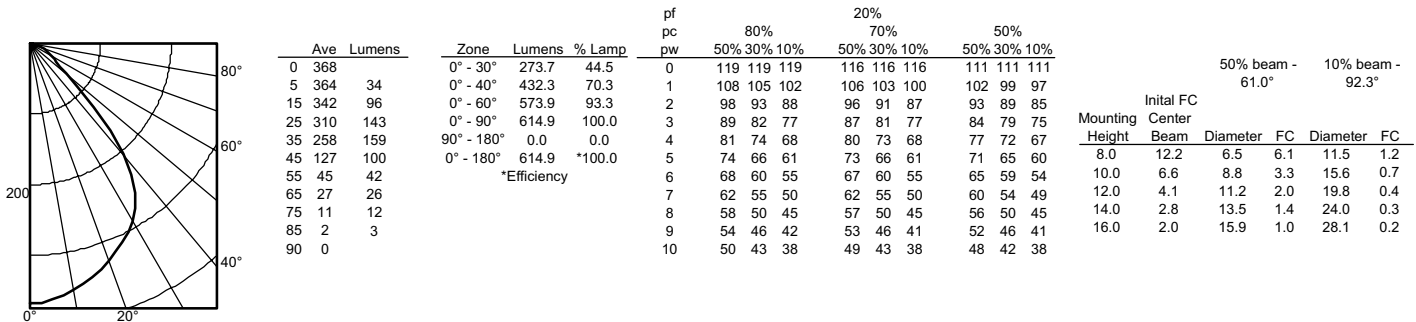 80°
60°
200
40°
0° 20°
Ave Lumens
0 368
5 364 34
15 342 96
25 310 143
35 258 159
45 127 100
55 45 42
65 27 26
75 11 12
85 2 3
90 0
Zone Lumens % Lamp
0° - 30° 273.7 44.5
0° - 40° 432.3 70.3
0° - 60° 573.9 93.3
0° - 90° 614.9 100.0
90° - 180° 0.0 0.0
0° - 180° 614.9 *100.0
*Efficiency
pf 20%
pc 80% 70% 50%
pw 50% 30% 10% 50% 30% 10% 50% 30% 10%
0 119 119 119 116 116 116 111 111 111
1 108 105 102 106 103 100 102 99 97
2 98 93 88 96 91 87 93 89 85
3 89 82 77 87 81 77 84 79 75
4 81 74 68 80 73 68 77 72 67
5 74 66 61 73 66 61 71 65 60
6 68 60 55 67 60 55 65 59 54
7 62 55 50 62 55 50 60 54 49
8 58 50 45 57 50 45 56 50 45
9 54 46 42 53 46 41 52 46 41
10 50 43 38 49 43 38 48 42 38
50% beam - 10% beam -
61.0° 92.3°
Inital FC
Mounting Center
Height Beam Diameter FC Diameter FC
8.0 12.2 6.5 6.1 11.5 1.2
10.0 6.6 8.8 3.3 15.6 0.7
12.0 4.1 11.2 2.0 19.8 0.4
14.0 2.8 13.5 1.4 24.0 0.3
16.0 2.0 15.9 1.0 28.1 0.2